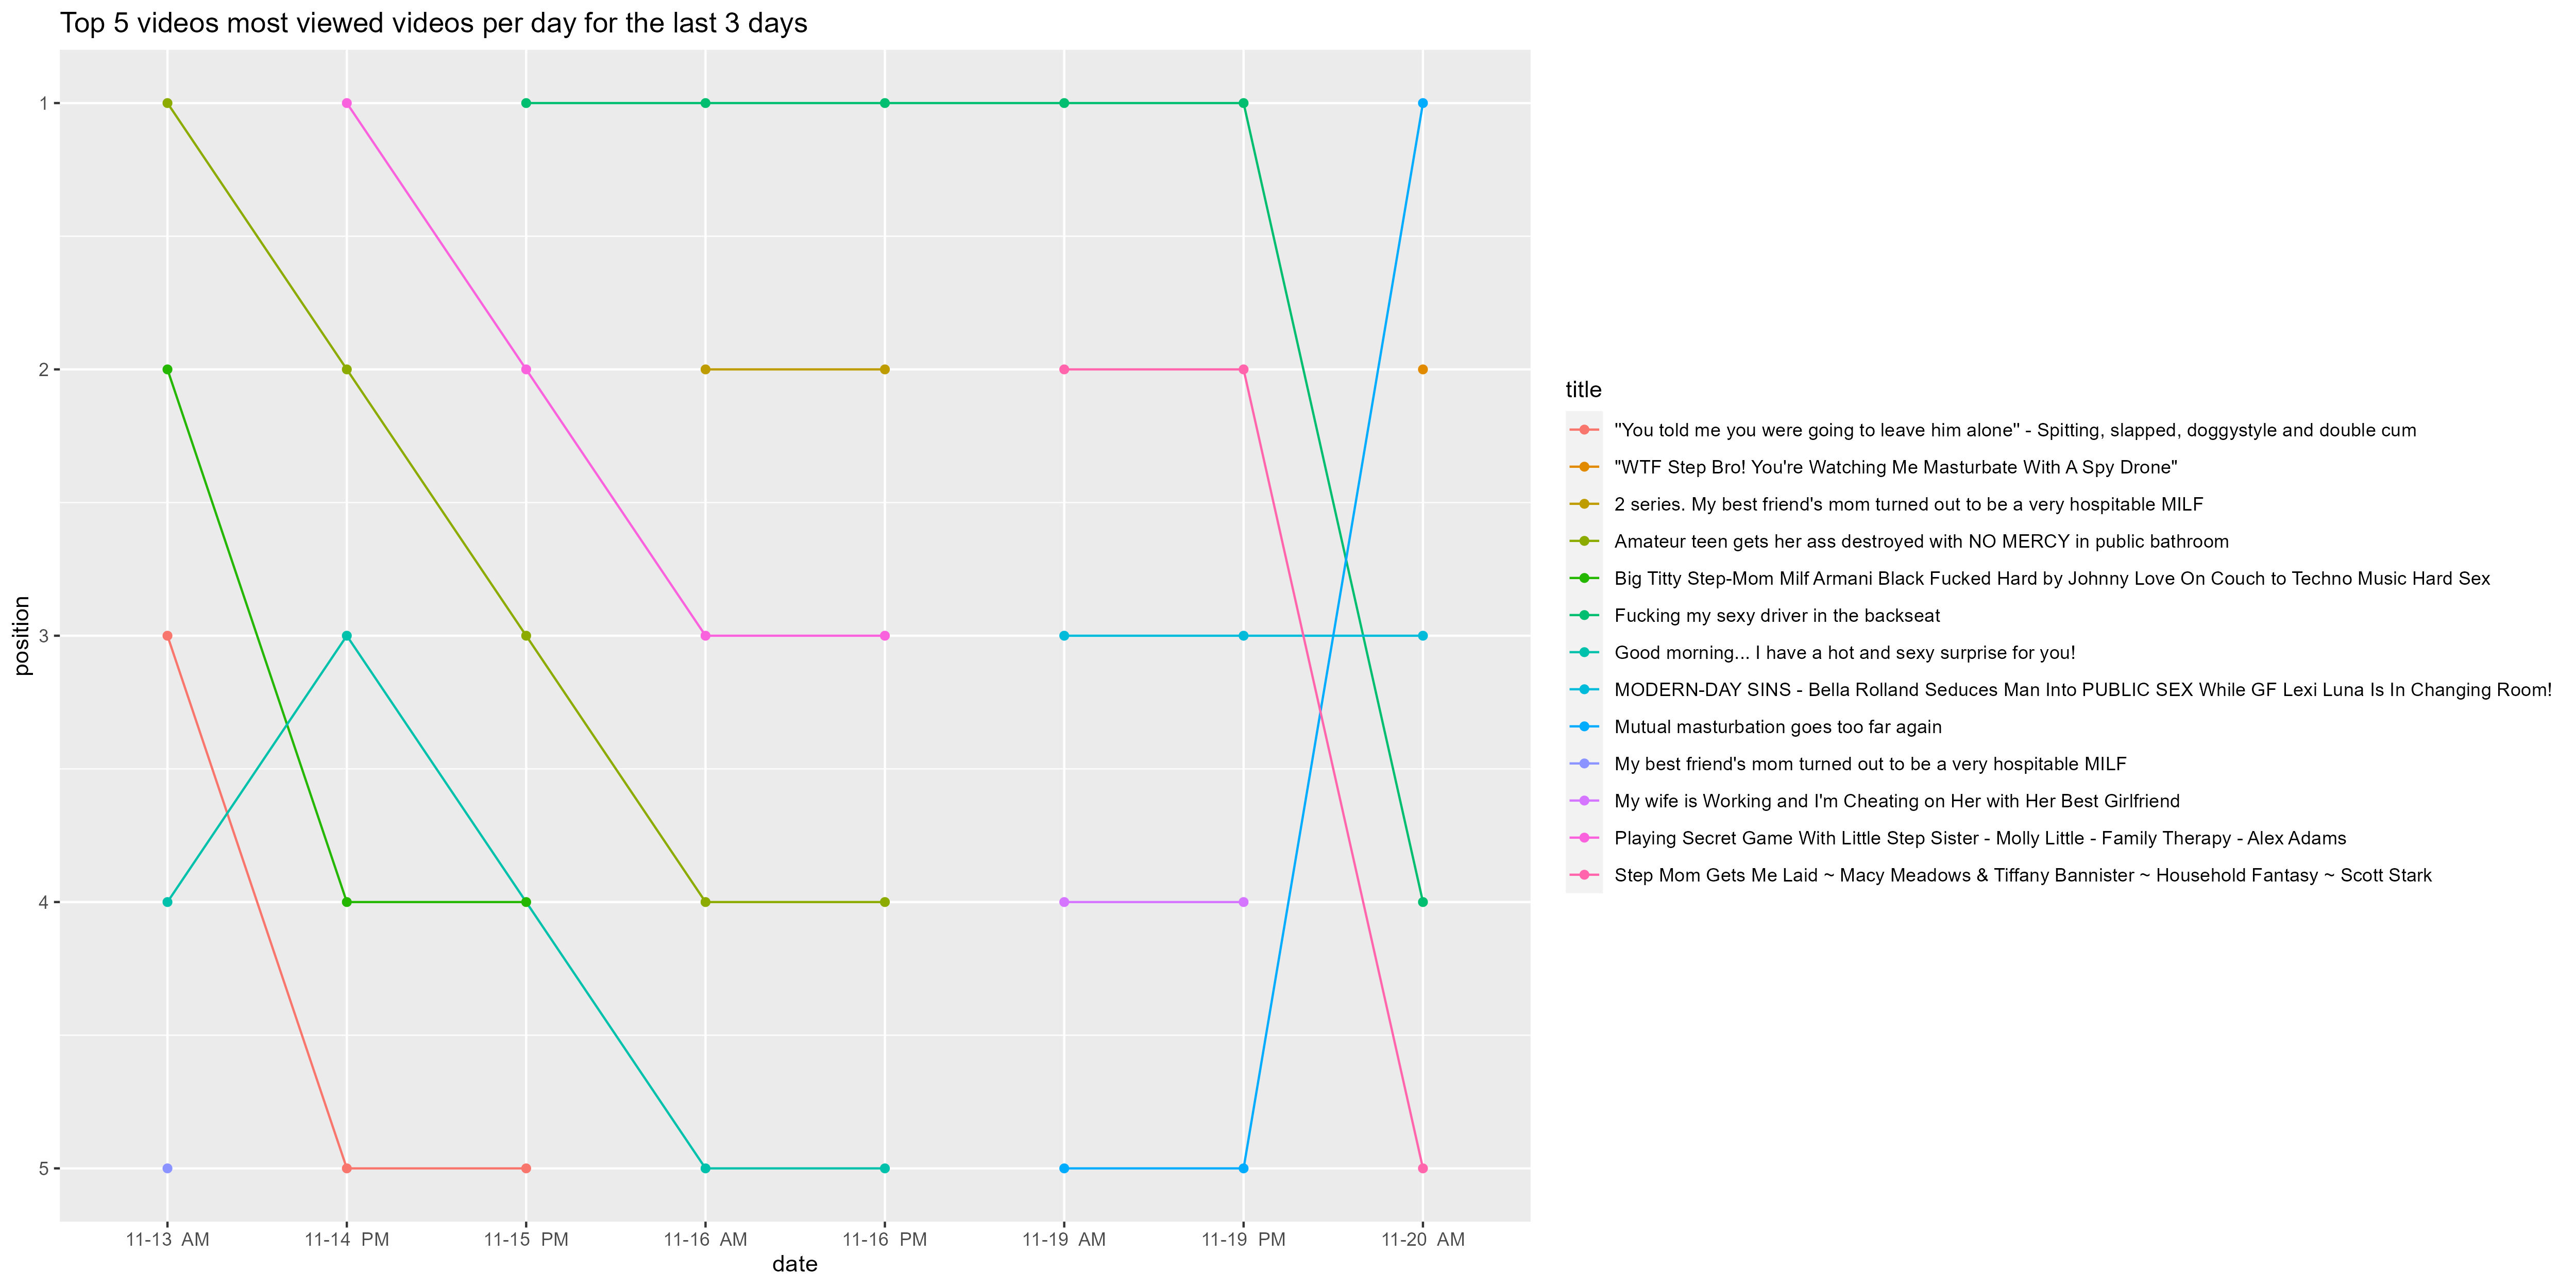 Top 5 videos most viewed videos per day for the last 3 days
position
1
2
3
4
5
11-13 AM
11-14 PM
11-15 PM
11-16 AM
11-16 PM
11-19 AM
11-19 PM
11-20 AM
date
title
"You told me you were going to leave him alone" - Spitting, slapped, doggystyle and double cum
"WTF Step Bro! You're Watching Me Masturbate With A Spy Drone"
2 series. My best friend's mom turned out to be a very hospitable MILF
Amateur teen gets her ass destroyed with NO MERCY in public bathroom
Big Titty Step-Mom Milf Armani Black Fucked Hard by Johnny Love On Couch to Techno Music Hard Sex
Fucking my sexy driver in the backseat
Good morning... I have a hot and sexy surprise for you!
MODERN-DAY SINS - Bella Rolland Seduces Man Into PUBLIC SEX While GF Lexi Luna Is In Changing Room!
Mutual masturbation goes too far again
My best friend's mom turned out to be a very hospitable MILF
My wife is Working and I'm Cheating on Her with Her Best Girlfriend
Playing Secret Game With Little Step Sister - Molly Little - Family Therapy - Alex Adams
Step Mom Gets Me Laid ~ Macy Meadows & Tiffany Bannister ~ Household Fantasy ~ Scott Stark